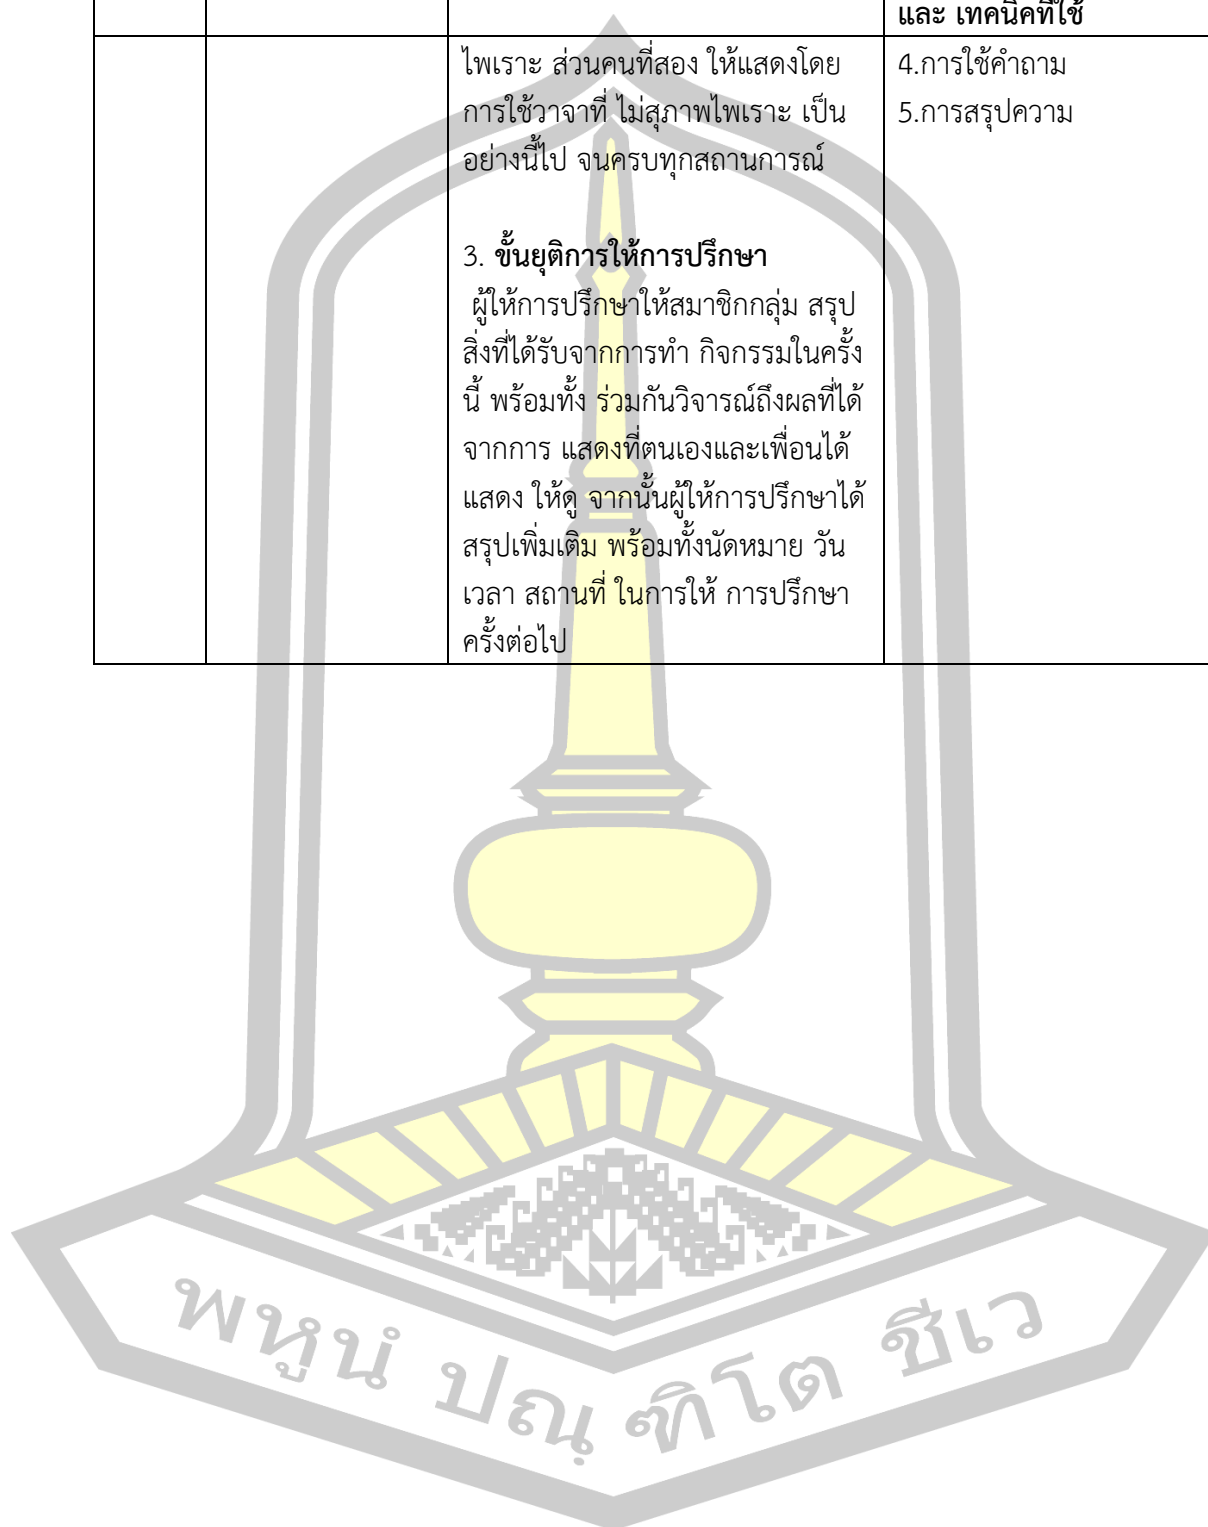 และ เทคนิคที่ใช้
ไพเราะ ส่วนคนที่สอง ให้แสดงโดย
การใช้วาจาที่ ไม่สุภาพไพเราะ เป็น
อย่างนี้ไป จนครบทุกสถานการณ์
4.การใช้คำถาม
5.การสรุปความ
3. ขั้นยุติการให้การปรึกษา
ผู้ให้การปรึกษาให้สมาชิกกลุ่ม สรุป
สิ่งที่ได้รับจากการทำ กิจกรรมในครั้ง
นี้ พร้อมทั้ง ร่วมกันวิจารณ์ถึงผลที่ได้
จากการ แสดงที่ตนเองและเพื่อนได้
แสดง ให้ดู จากนั้นผู้ให้การปรึกษาได้
สรุปเพิ่มเติม พร้อมทั้งนัดหมาย วัน
เวลา สถานที่ ในการให้ การปรึกษา
ครั้งต่อไป
พหูนํ ปณฺ ฑิโต ชีเว